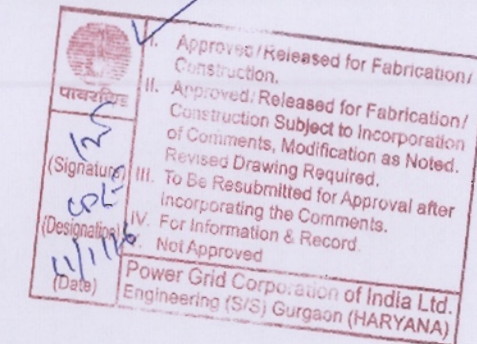 I. Approved/Released for Fabrication/
Construction.
II. Approved/Released for Fabrication/
Construction Subject to Incorporation
of Comments, Modification as Noted.
Revised Drawing Required.
III. To Be Resubmitted for Approval after
Incorporating the Comments.
IV. For Information & Record.
Not Approved
पावरग्रिड
(Signature)
(Designation)
(Date)
Power Grid Corporation of India Ltd.
Engineering (S/S) Gurgaon (HARYANA)